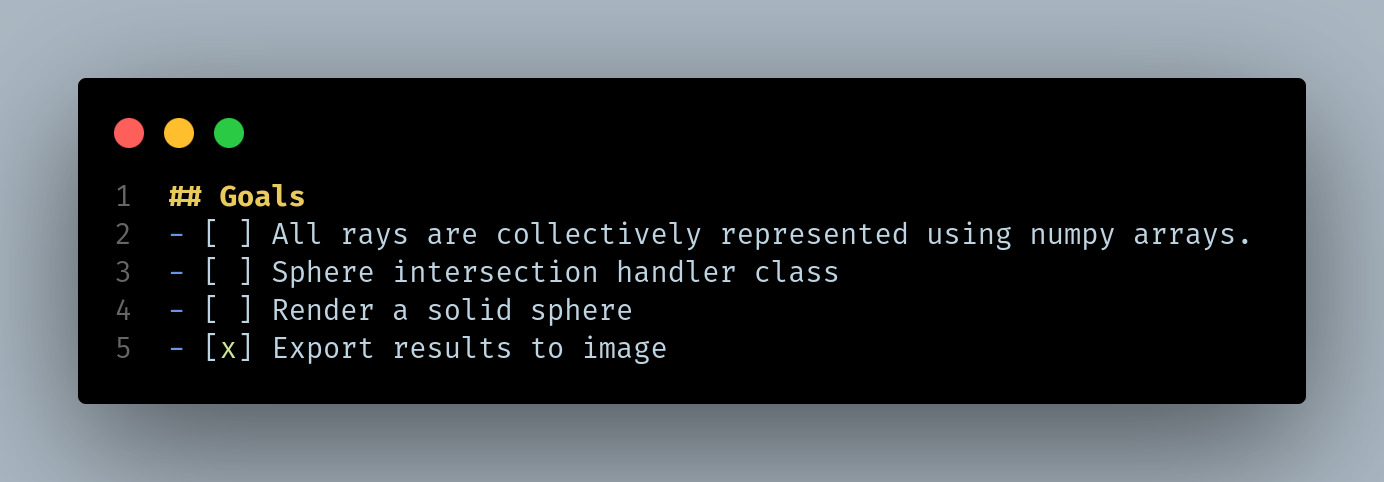 1 ## Goals
2 - [ ] All rays are collectively represented using numpy arrays.
3 - [ ] Sphere intersection handler class
4 - [ ] Render a solid sphere
5 - [x] Export results to image